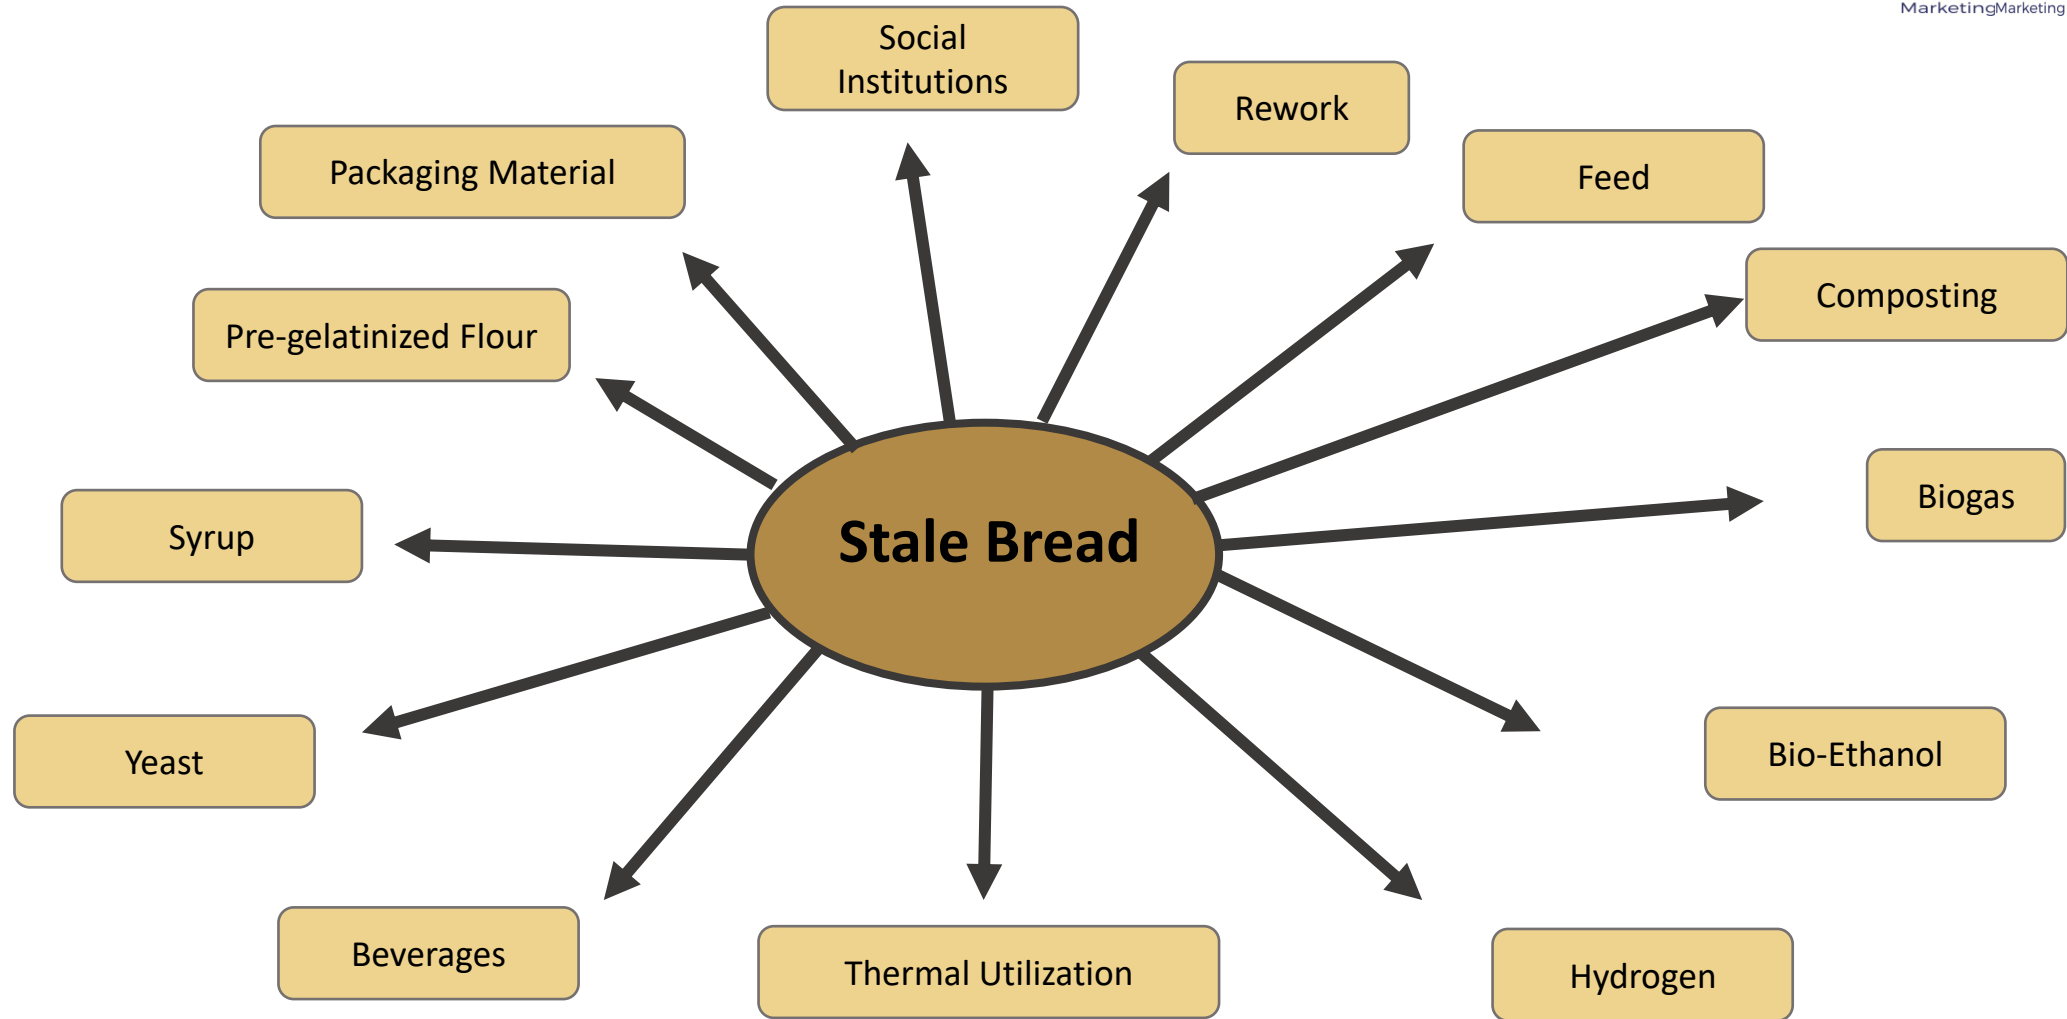 MarketingMarketing
Social
Institutions
Rework
Packaging Material
Feed
Composting
Pre-gelatinized Flour
Biogas
Syrup
Stale Bread
Yeast
Bio-Ethanol
Beverages
Thermal Utilization
Hydrogen